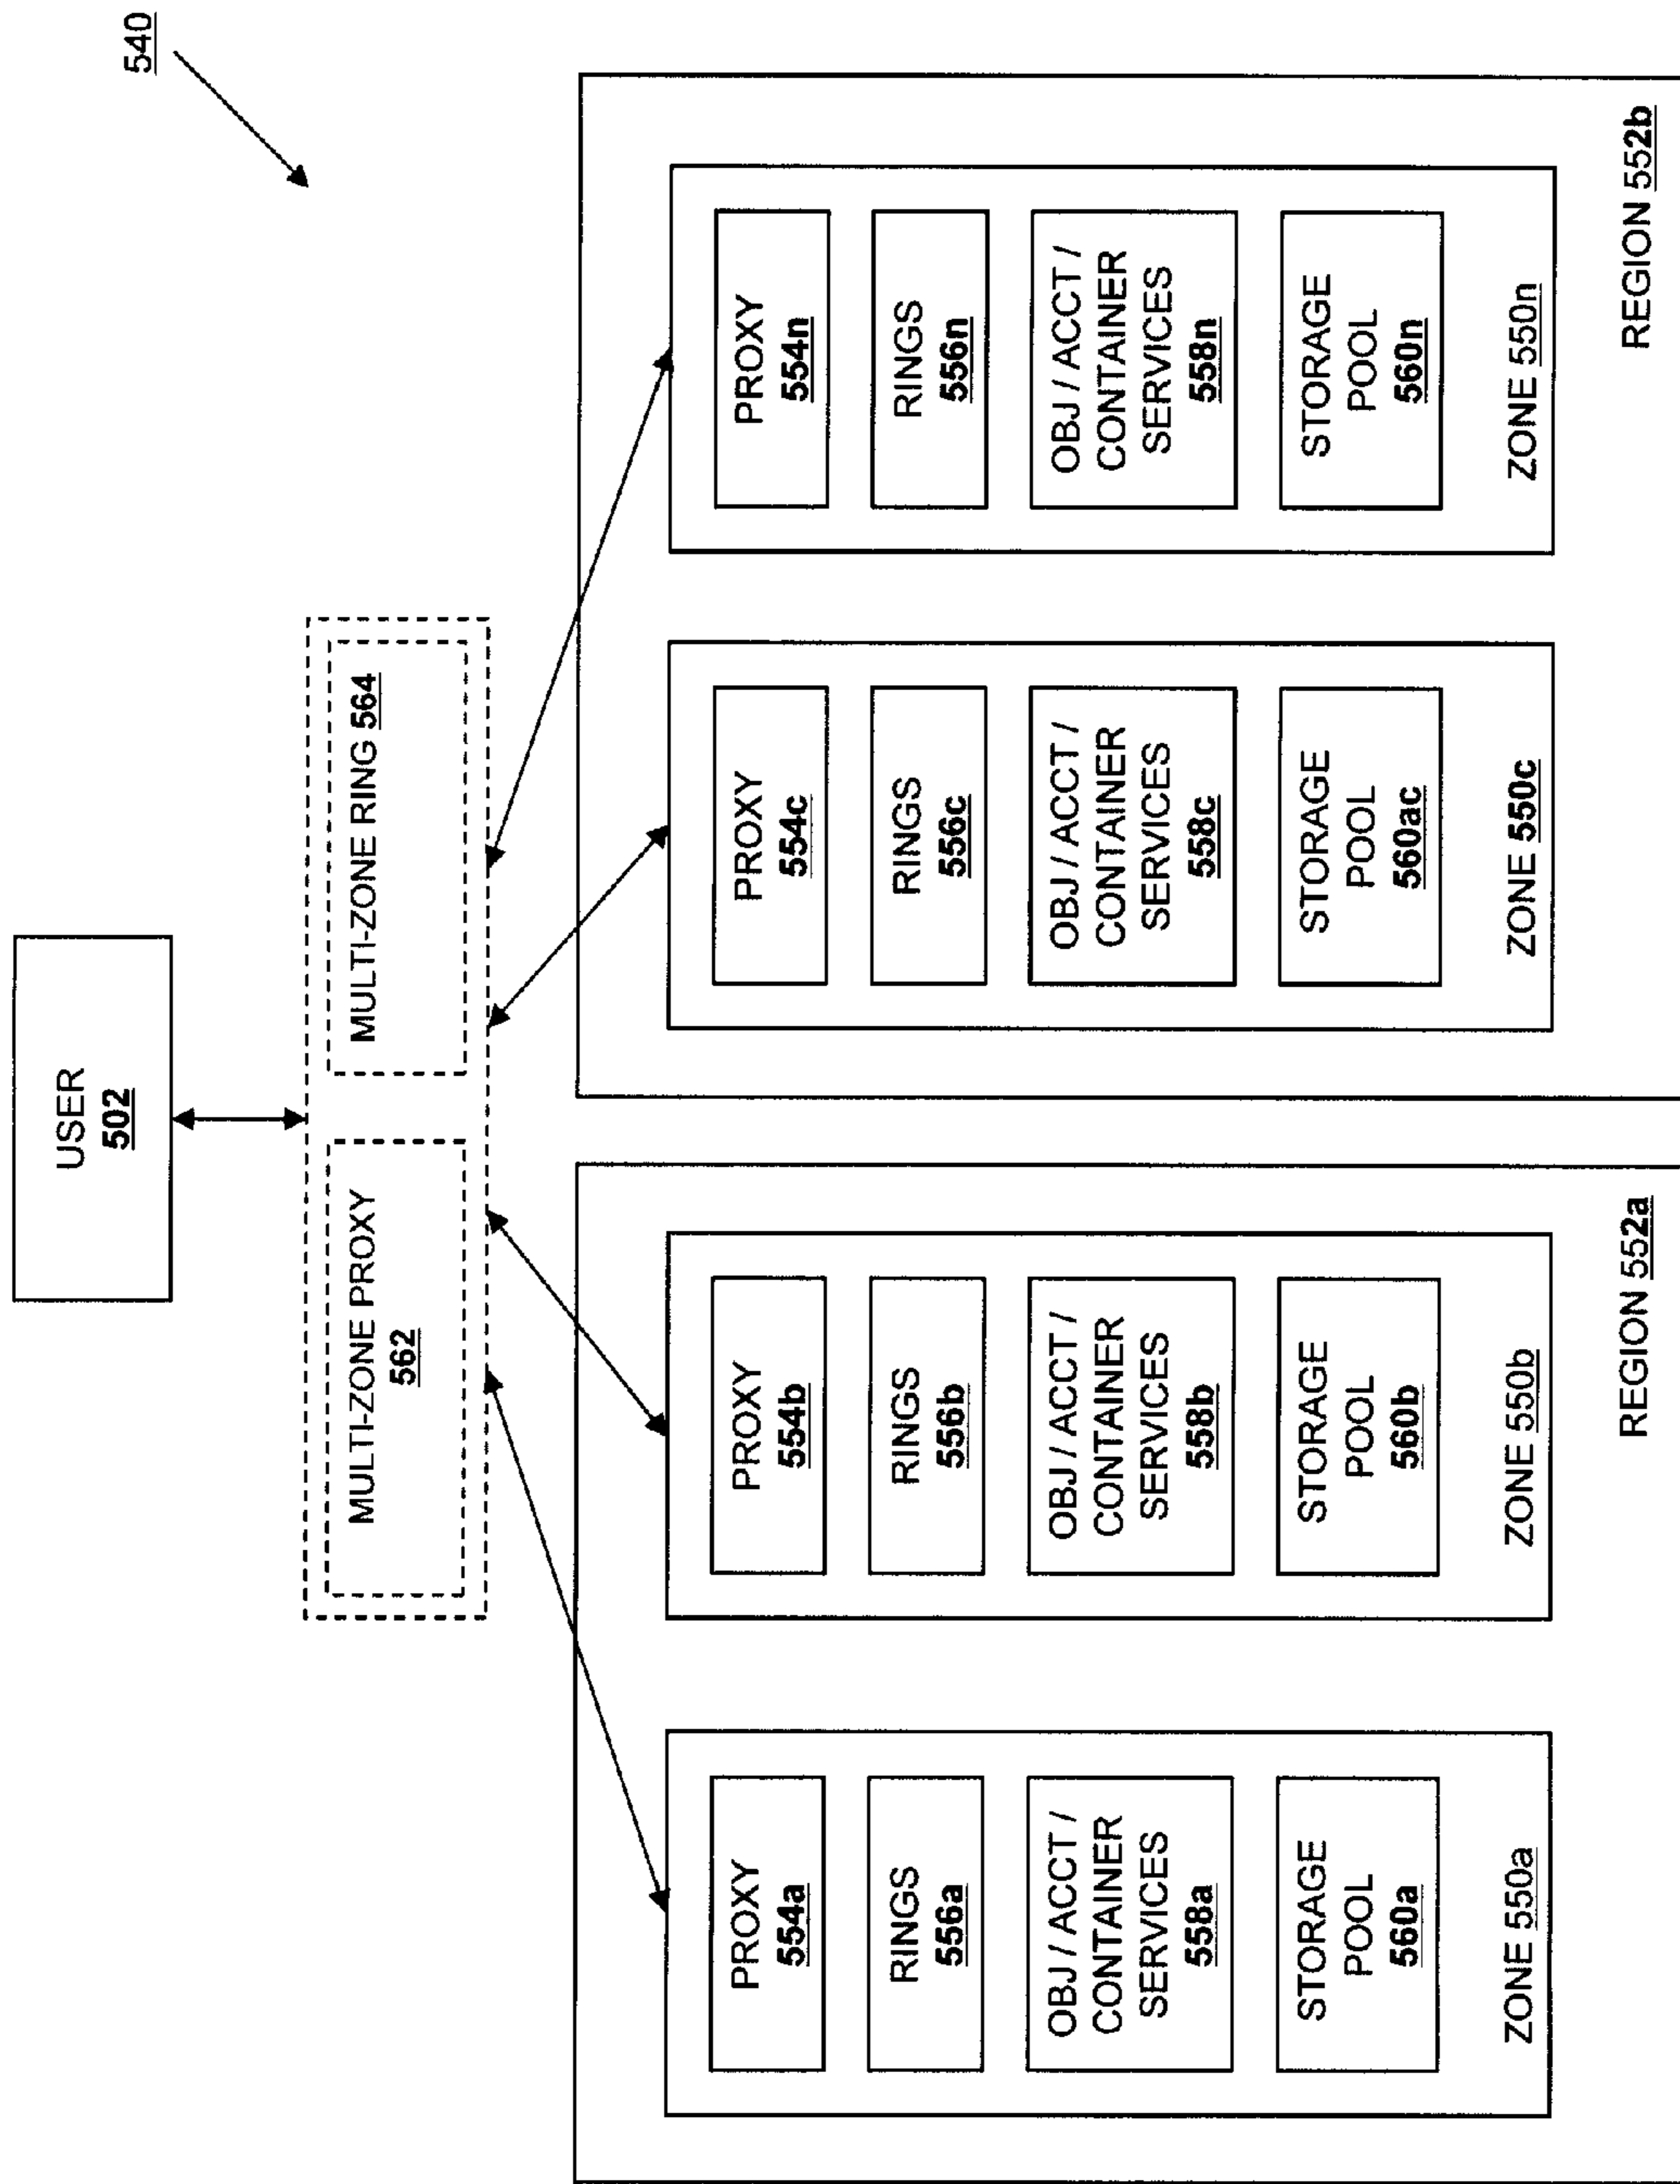 540
USER
502
MULTI-ZONE PROXY
562
MULTI-ZONE RING 564
PROXY
554a
RINGS
556a
OBJ / ACCT /
CONTAINER
SERVICES
558a
STORAGE
POOL
560a
ZONE 550a
PROXY
554b
RINGS
556b
OBJ / ACCT /
CONTAINER
SERVICES
558b
STORAGE
POOL
560b
ZONE 550b
REGION 552a
PROXY
554c
RINGS
556c
OBJ / ACCT /
CONTAINER
SERVICES
558c
STORAGE
POOL
560ac
ZONE 550c
PROXY
554n
RINGS
556n
OBJ / ACCT /
CONTAINER
SERVICES
558n
STORAGE
POOL
560n
ZONE 550n
REGION 552b